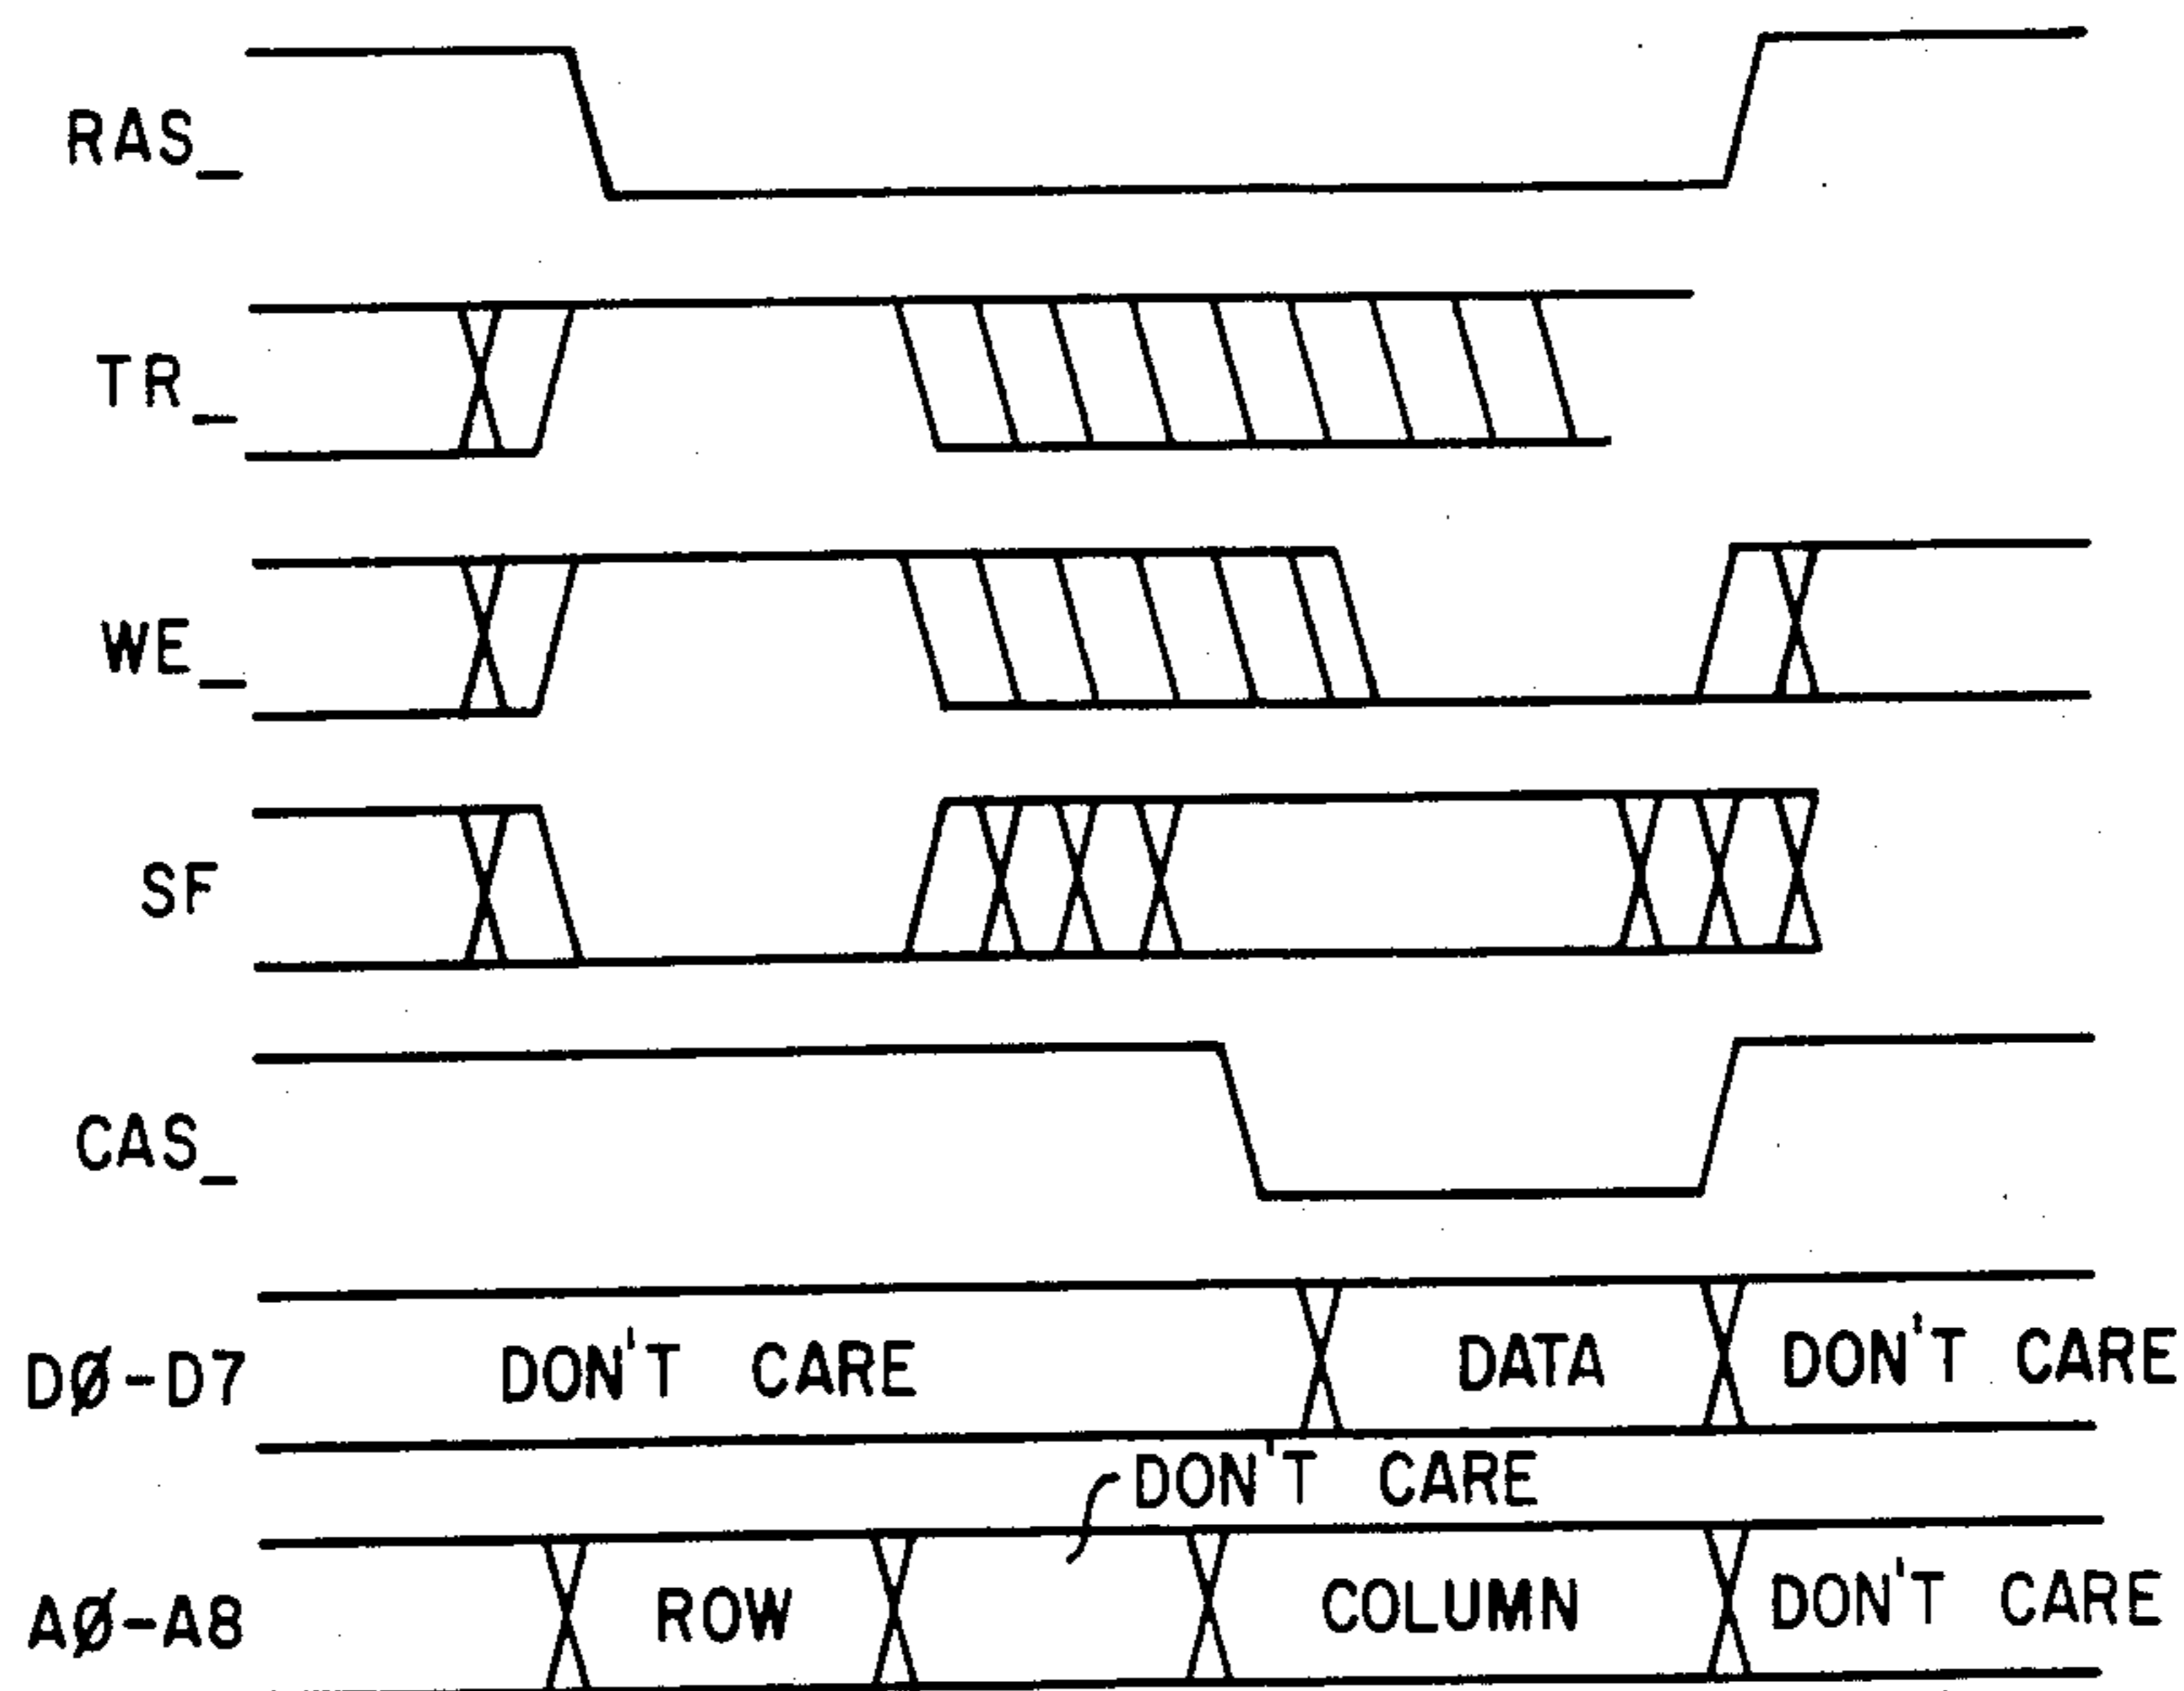 RAS_
TR_
WE_
SF
CAS_
DØ-D7 DON'T CARE DATA DON'T CARE
DON'T CARE
AØ-A8 ROW COLUMN DON'T CARE